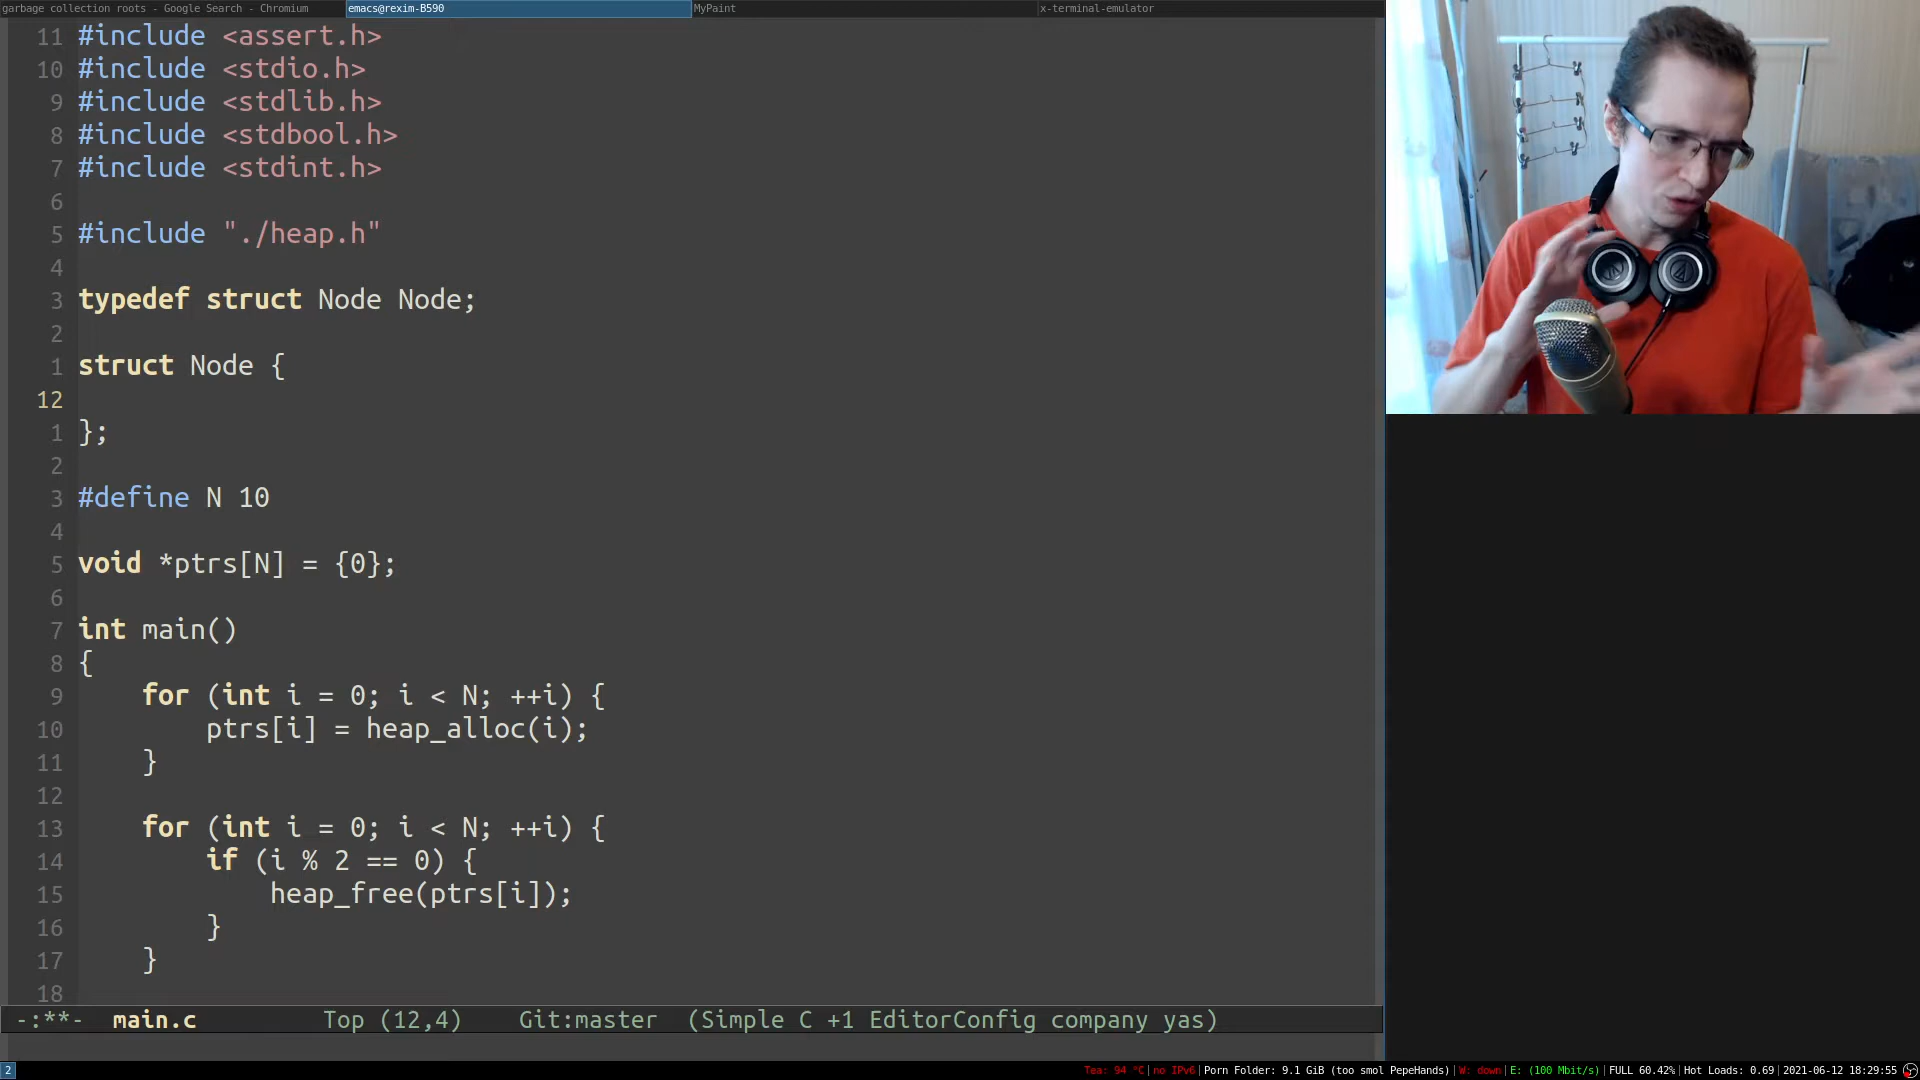 garbage collection roots - Google Search - Chromium
emacs@rexim-B590
MyPaint
x-terminal-emulator
11 #include <assert.h>
10 #include <stdio.h>
9 #include <stdlib.h>
8 #include <stdbool.h>
7 #include <stdint.h>
6
5 #include "./heap.h"
4
3 typedef struct Node Node;
2
1 struct Node {
12
1 };
2
3 #define N 10
4
5 void *ptrs[N] = {0};
6
7 int main()
8 {
9     for (int i = 0; i < N; ++i) {
10         ptrs[i] = heap_alloc(i);
11     }
12
13     for (int i = 0; i < N; ++i) {
14         if (i % 2 == 0) {
15             heap_free(ptrs[i]);
16         }
17     }
18
-:**-  main.c        Top (12,4)    Git:master  (Simple C +1 EditorConfig company yas)
2
Tea: 94 °C|no IPv6|Porn Folder: 9.1 GiB (too smol PepeHands)|W: down|E: (100 Mbit/s)|FULL 60.42%|Hot Loads: 0.69|2021-06-12 18:29:55